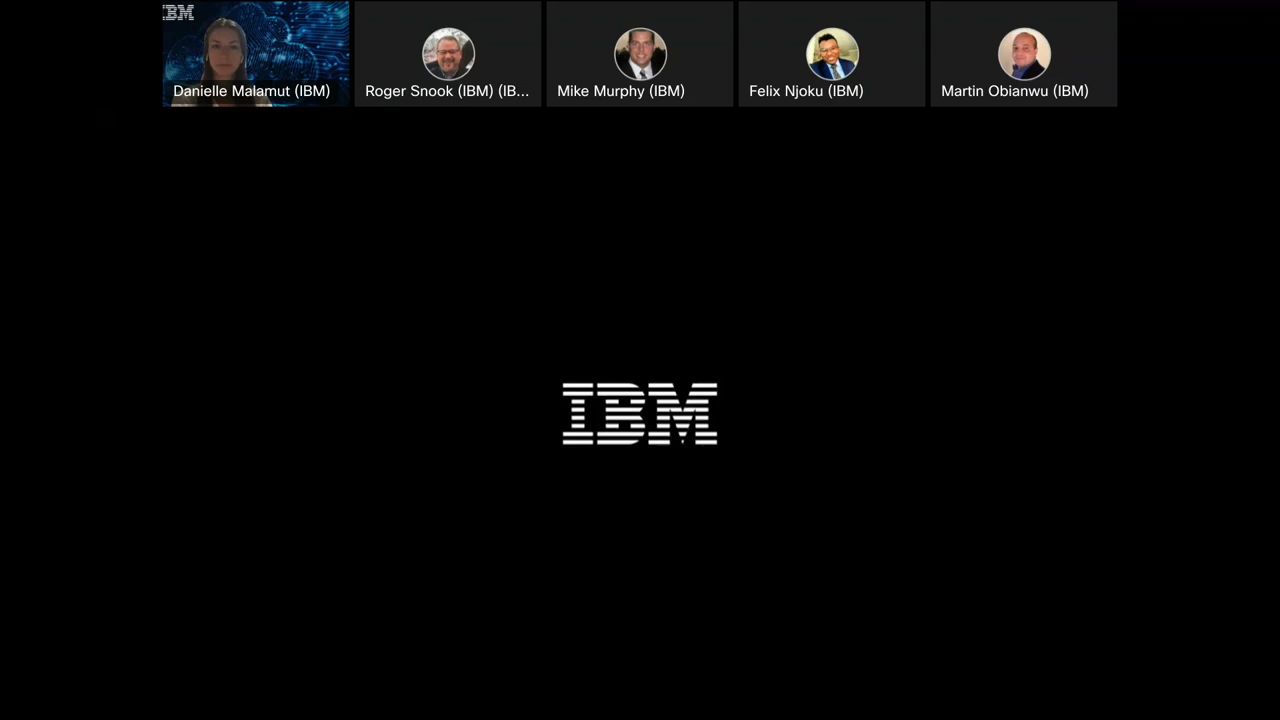 IBM
Danielle Malamut (IBM)
Roger Snook (IBM) (IB...
Mike Murphy (IBM)
Felix Njoku (IBM)
Martin Obianwu (IBM)
IBM